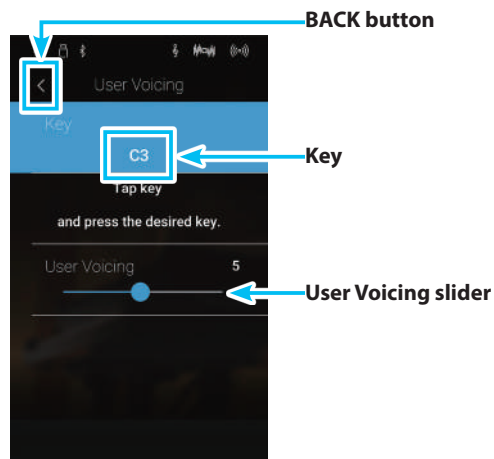 BACK button
User Voicing
Key
C3
Key
Tap key
and press the desired key.
User Voicing 5
User Voicing slider